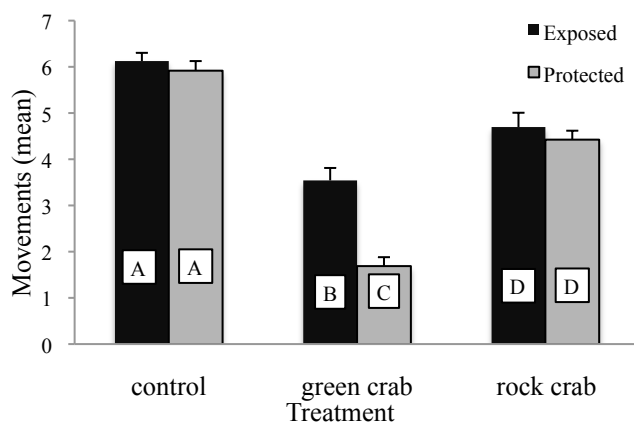 Movements (mean)
7
6
5
4
3
2
1
0
Exposed
Protected
A A B C D D
control green crab rock crab
Treatment